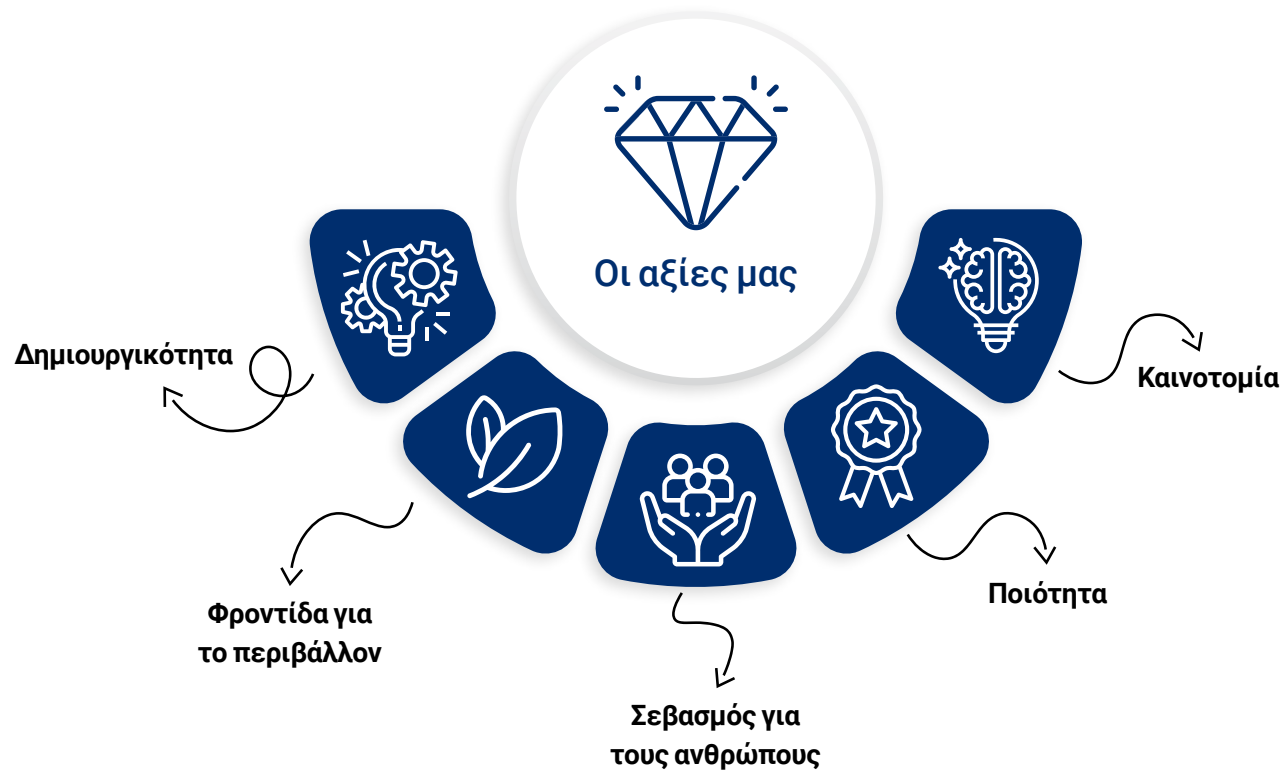 Οι αξίες μας
Δημιουργικότητα
Φροντίδα για
το περιβάλλον
Σεβασμός για
τους ανθρώπους
Ποιότητα
Καινοτομία